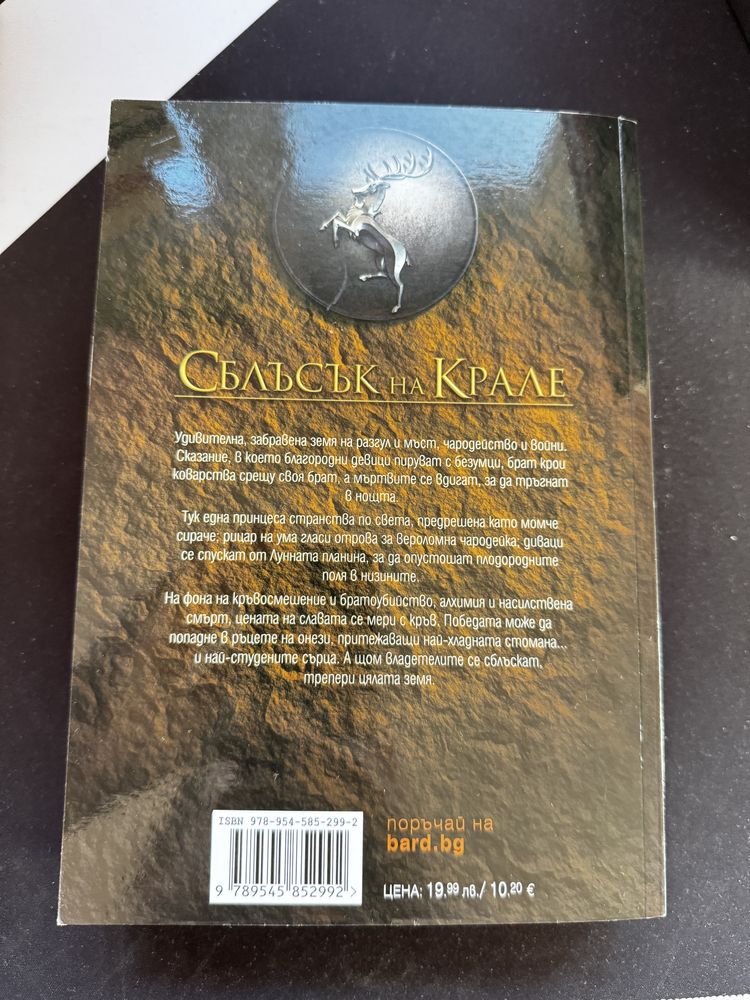 Сблъсък на Крале
Удивителна, забравена земя на разгул и мъст, чародейство и войни.
Сказание, в което благородни девици пируват с безумци, брат крои
коварства срещу своя брат, а мъртвите се вдигат, за да тръгнат
в нощта.
Тук една принцеса странства по света, предрешена като момче
сираче; рицар на ума гласи отрова за вероломна чародейка; диваци
се спускат от Лунната планина, за да опустошат плодородните
поля в низините.
На фона на кръвосмешение и братоубийство, алхимия и насилствена
смърт, цената на славата се мери с кръв. Победата може да
попадне в ръцете на онези, притежаващи най-хладната стомана...
и най-студените сърца. А щом владетелите се сблъскат,
трепери цялата земя.
ISBN 978-954-585-299-2
9 789545 852992 >
поръчай на
bard.bg
ЦЕНА: 19.99 лв./ 10.20 €